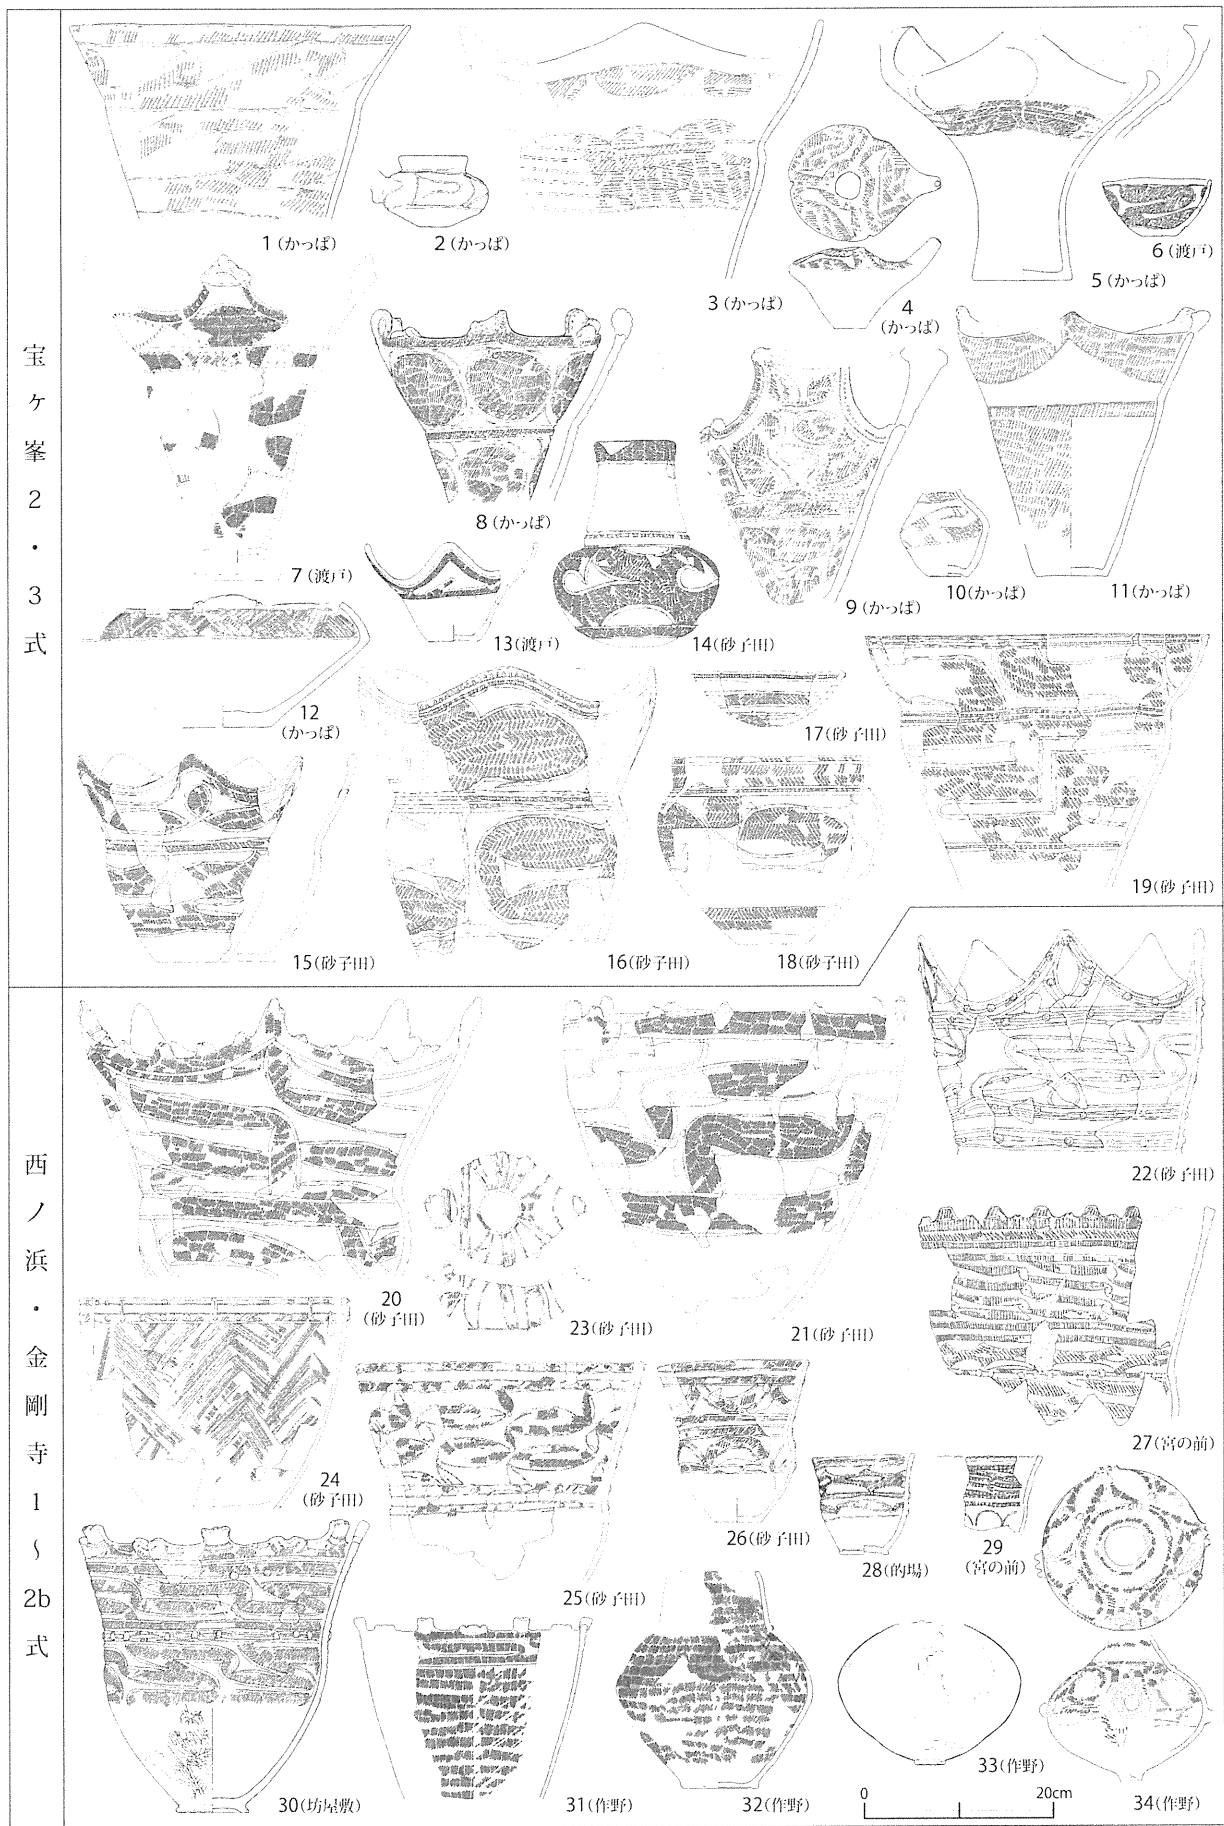 宝ヶ峯2・3式
1(かっぱ)
2(かっぱ)
3(かっぱ)
4
(かっぱ)
5(かっぱ)
6(渡戸)
7(渡戸)
8(かっぱ)
9(かっぱ)
10(かっぱ)
11(かっぱ)
12
(かっぱ)
13(渡戸)
14(砂子田)
15(砂子田)
16(砂子田)
17(砂子田)
18(砂子田)
19(砂子田)
西ノ浜・金剛寺1～2b式
20
(砂子田)
21(砂子田)
22(砂子田)
23(砂子田)
24
(砂子田)
25(砂子田)
26(砂子田)
27(宮の前)
28(的場)
29
(宮の前)
30(坊屋敷)
31(作野)
32(作野)
33(作野)
34(作野)
0 20cm